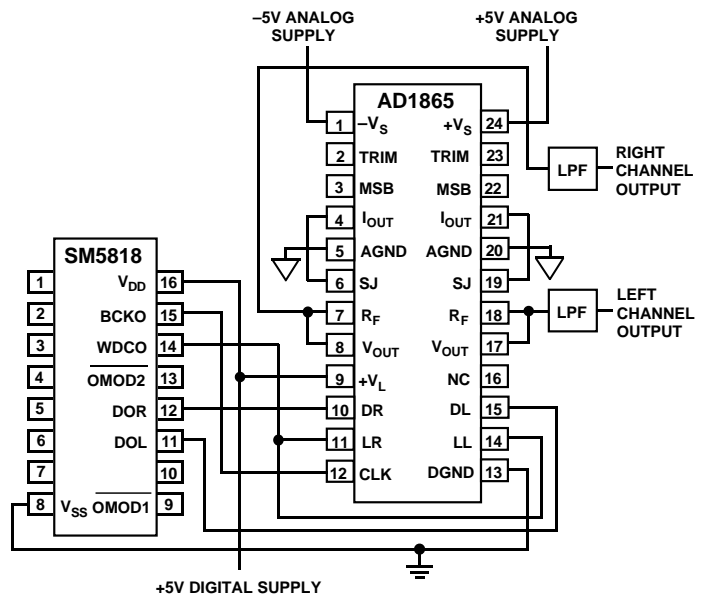 –5V ANALOG
SUPPLY
+5V ANALOG
SUPPLY
AD1865
1 –VS
2 TRIM
3 MSB
4 IOUT
5 AGND
6 SJ
7 RF
8 VOUT
9 +VL
10 DR
11 LR
12 CLK
+VS 24
TRIM 23
MSB 22
IOUT 21
AGND 20
SJ 19
RF 18
VOUT 17
NC 16
DL 15
LL 14
DGND 13
LPF
RIGHT
CHANNEL
OUTPUT
LPF
LEFT
CHANNEL
OUTPUT
SM5818
1
2
3
4
5
6
7
8 VSS
VDD 16
BCKO 15
WDCO 14
OMOD2 13
DOR 12
DOL 11
10
OMOD1 9
+5V DIGITAL SUPPLY